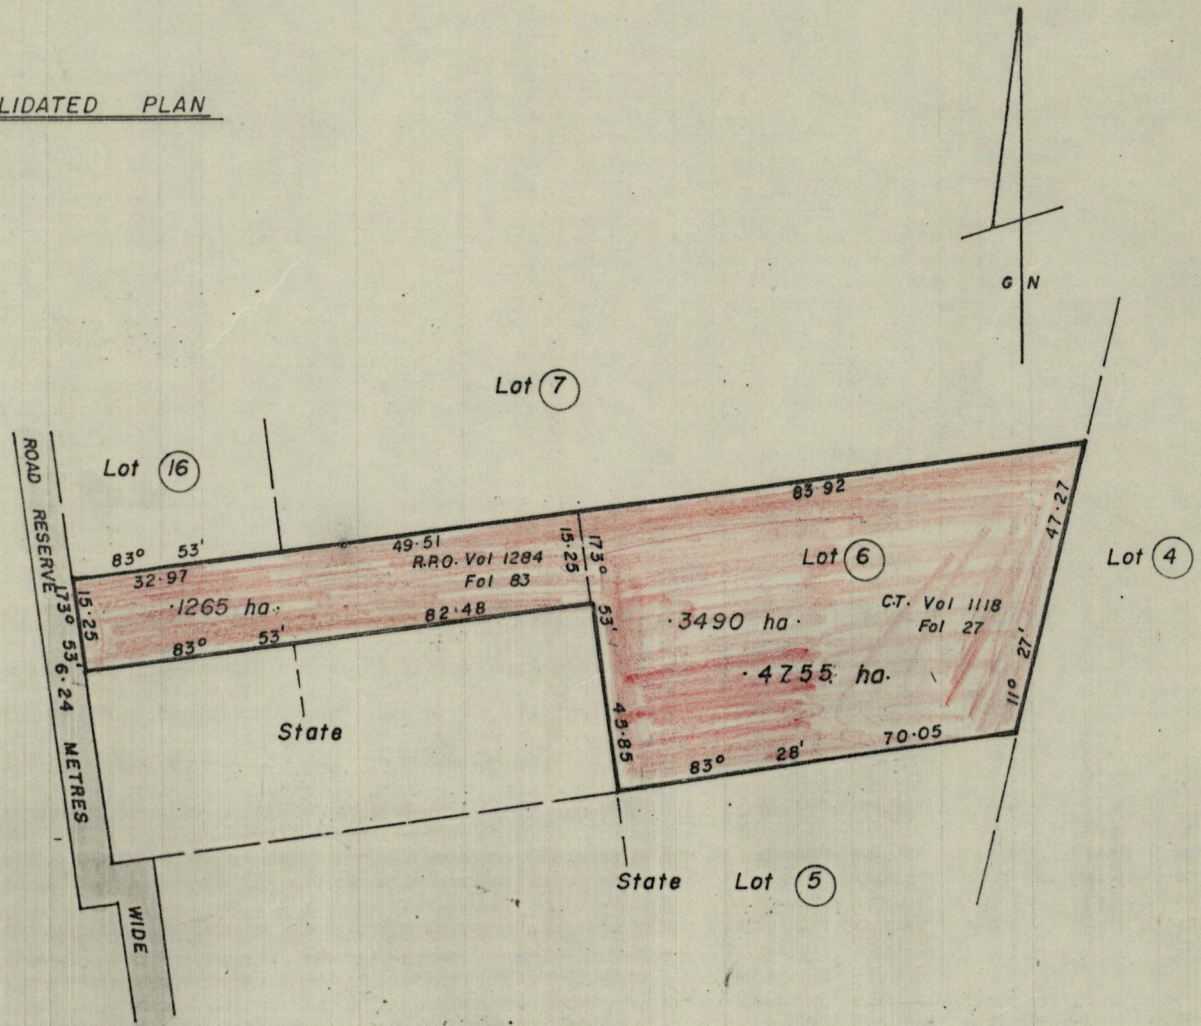 LIDATED PLAN
G N
Lot 7
Lot 16
ROAD RESERVE
83° 53'
32·97
49·51
R.P.O. Vol 1284
Fol 83
15·25
173° 53'
83·92
47·27
Lot 6
Lot 4
·1265 ha·
15·25
173° 53'
83° 53'
82·48
·3490 ha·
C.T. Vol 1118
Fol 27
·4755 ha·
11° 27'
6·24 METRES
State
83° 28'
70·05
State Lot 5
WIDE